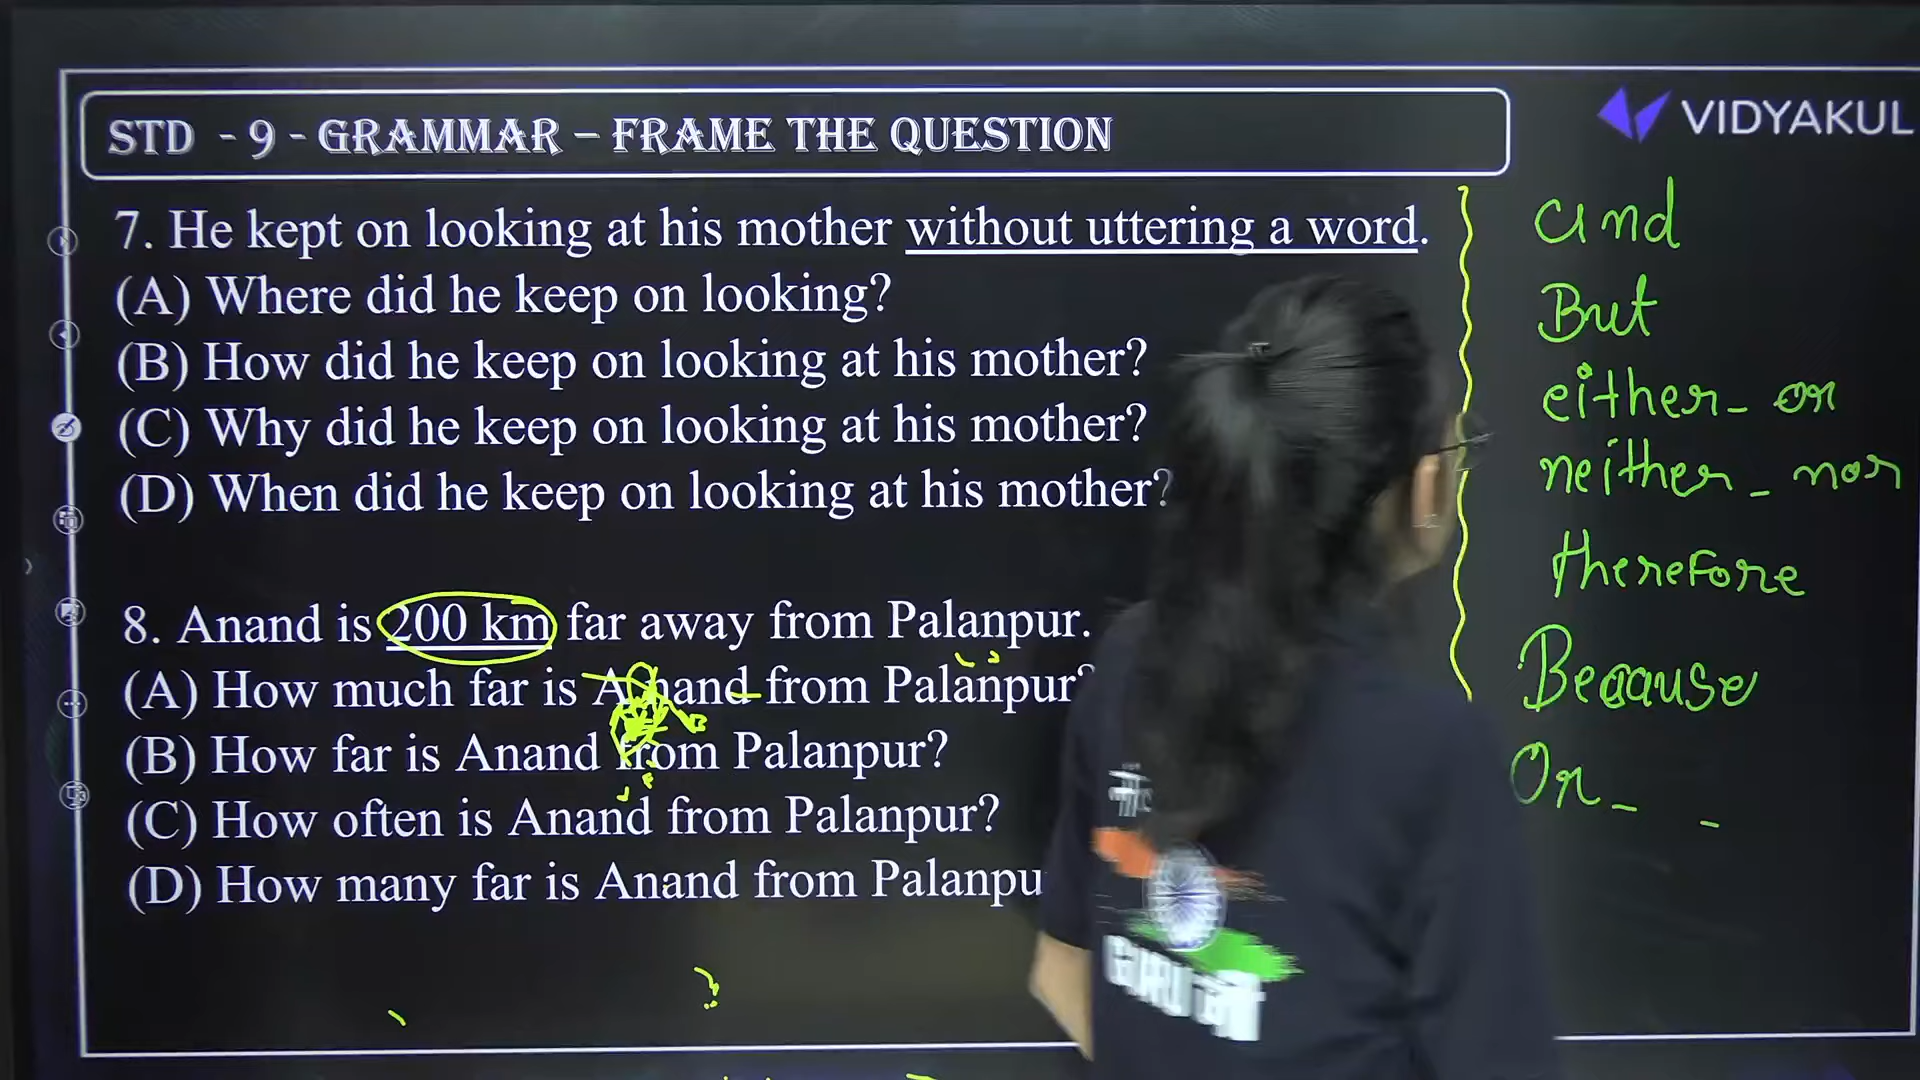 STD - 9 - GRAMMAR – FRAME THE QUESTION
VIDYAKUL
7. He kept on looking at his mother without uttering a word.
(A) Where did he keep on looking?
(B) How did he keep on looking at his mother?
(C) Why did he keep on looking at his mother?
(D) When did he keep on looking at his mother?
8. Anand is 200 km far away from Palanpur.
(A) How much far is Anand from Palanpur?
(B) How far is Anand from Palanpur?
(C) How often is Anand from Palanpur?
(D) How many far is Anand from Palanpu
and
But
either - or
neither - nor
therefore
Because
Or - -
GURU